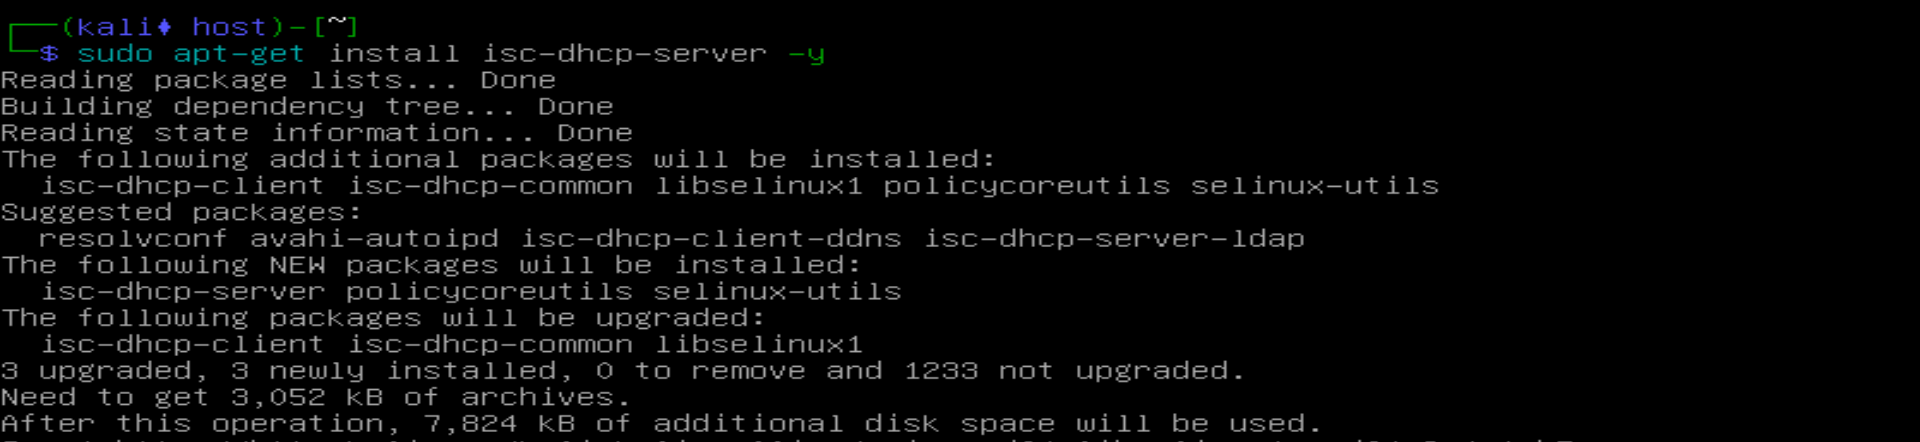 ┌──(kali♦ host)-[~]
└─$ sudo apt-get install isc-dhcp-server -y
Reading package lists... Done
Building dependency tree... Done
Reading state information... Done
The following additional packages will be installed:
  isc-dhcp-client isc-dhcp-common libselinux1 policycoreutils selinux-utils
Suggested packages:
  resolvconf avahi-autoipd isc-dhcp-client-ddns isc-dhcp-server-ldap
The following NEW packages will be installed:
  isc-dhcp-server policycoreutils selinux-utils
The following packages will be upgraded:
  isc-dhcp-client isc-dhcp-common libselinux1
3 upgraded, 3 newly installed, 0 to remove and 1233 not upgraded.
Need to get 3,052 kB of archives.
After this operation, 7,824 kB of additional disk space will be used.